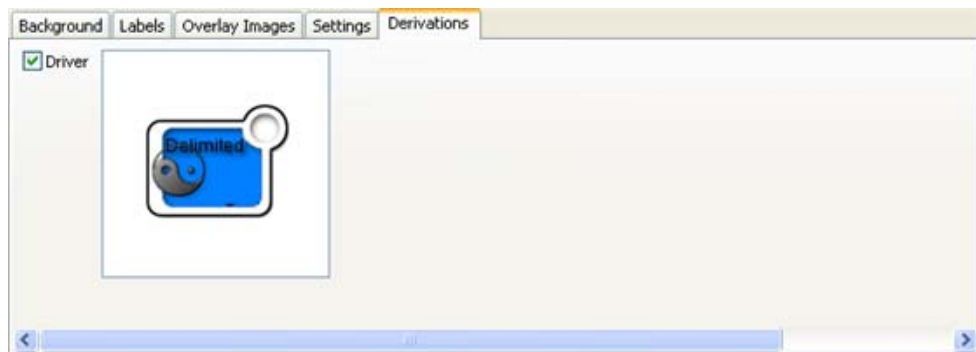 Background Labels Overlay Images Settings Derivations
Driver
Delimited